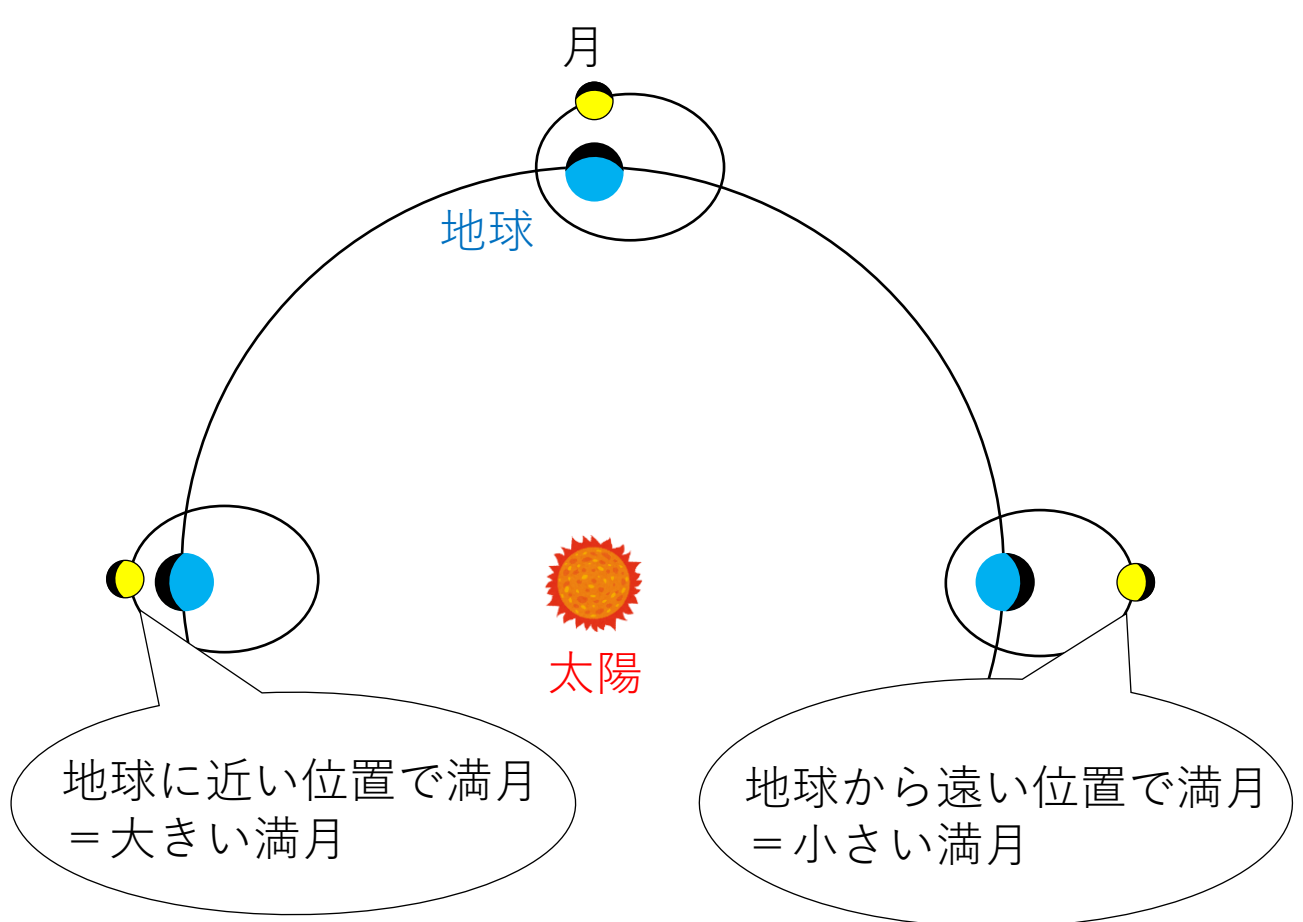 月
地球
太陽
地球に近い位置で満月
＝大きい満月
地球から遠い位置で満月
＝小さい満月